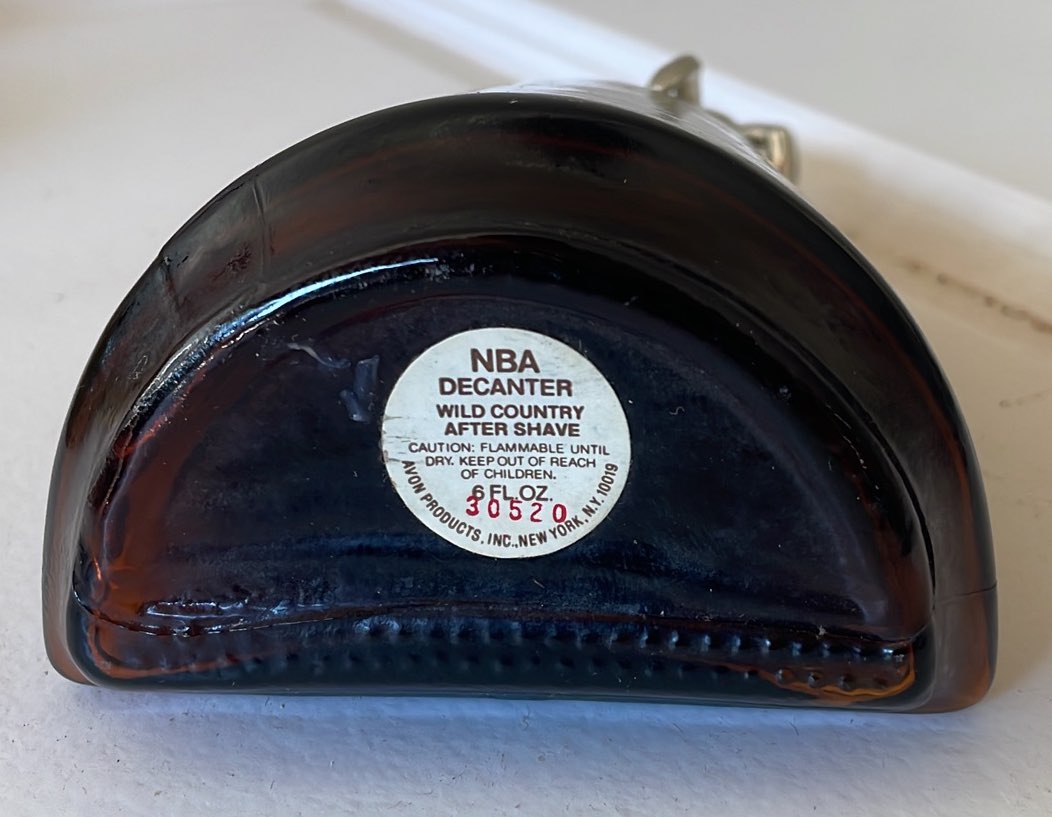 NBA
DECANTER
WILD COUNTRY
AFTER SHAVE
CAUTION: FLAMMABLE UNTIL
DRY. KEEP OUT OF REACH
OF CHILDREN.
6 FL. OZ.
30520
AVON PRODUCTS, INC., NEW YORK, N.Y. 10019